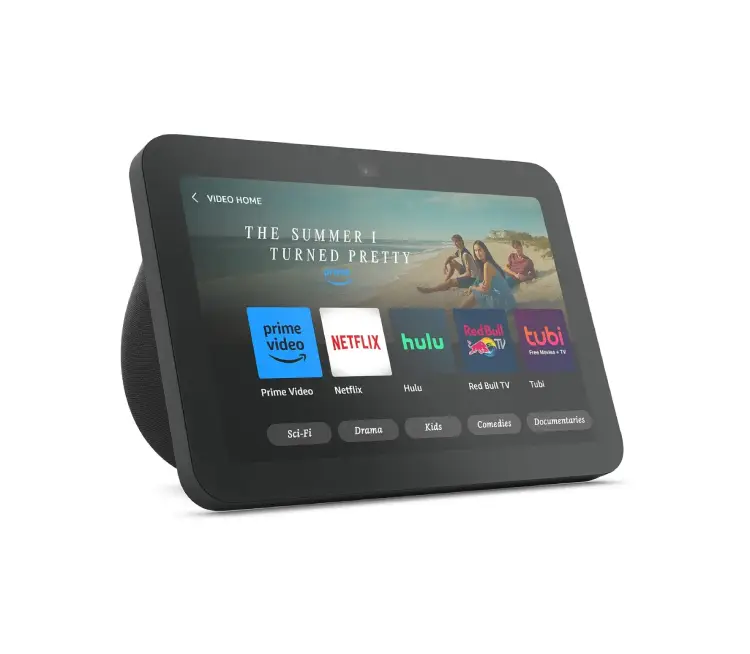 VIDEO HOME
THE SUMMER I
TURNED PRETTY
prime
prime
video
NETFLIX
hulu
Red Bull
TV
tubi
Free Movies + TV
Prime Video
Netflix
Hulu
Red Bull TV
Tubi
Sci-Fi
Drama
Kids
Comedies
Documentaries